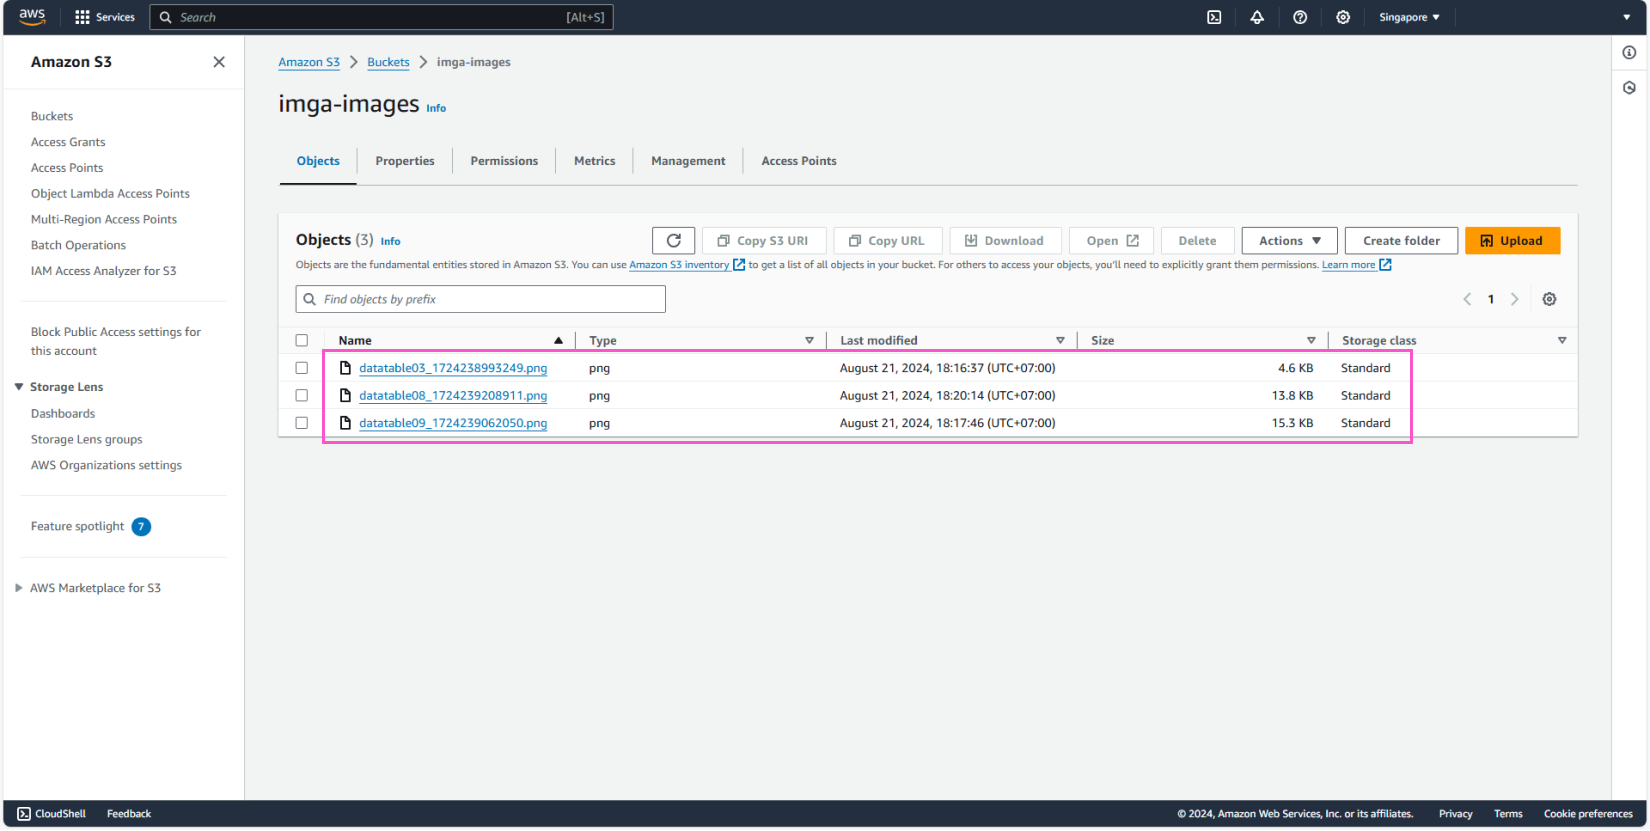 aws Services Search [Alt+S] Singapore ▼
Amazon S3
Buckets
Access Grants
Access Points
Object Lambda Access Points
Multi-Region Access Points
Batch Operations
IAM Access Analyzer for S3
Block Public Access settings for
this account
Storage Lens
Dashboards
Storage Lens groups
AWS Organizations settings
Feature spotlight 7
AWS Marketplace for S3
Amazon S3 > Buckets > imga-images
imga-images Info
Objects Properties Permissions Metrics Management Access Points
Objects (3) Info
Copy S3 URI Copy URL Download Open Delete Actions ▼ Create folder Upload
Objects are the fundamental entities stored in Amazon S3. You can use Amazon S3 inventory to get a list of all objects in your bucket. For others to access your objects, you'll need to explicitly grant them permissions. Learn more
Find objects by prefix
1
Name Type Last modified Size Storage class
datatable03_1724238993249.png png August 21, 2024, 18:16:37 (UTC+07:00) 4.6 KB Standard
datatable08_1724239208911.png png August 21, 2024, 18:20:14 (UTC+07:00) 13.8 KB Standard
datatable09_1724239062050.png png August 21, 2024, 18:17:46 (UTC+07:00) 15.3 KB Standard
CloudShell Feedback © 2024, Amazon Web Services, Inc. or its affiliates. Privacy Terms Cookie preferences